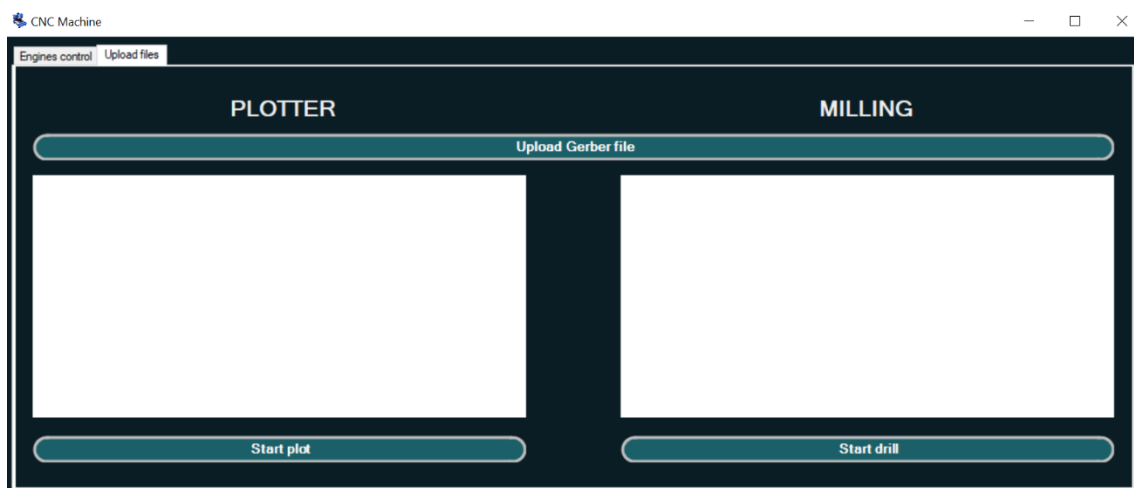 CNC Machine
Engines control Upload files
PLOTTER MILLING
Upload Gerber file
Start plot Start drill